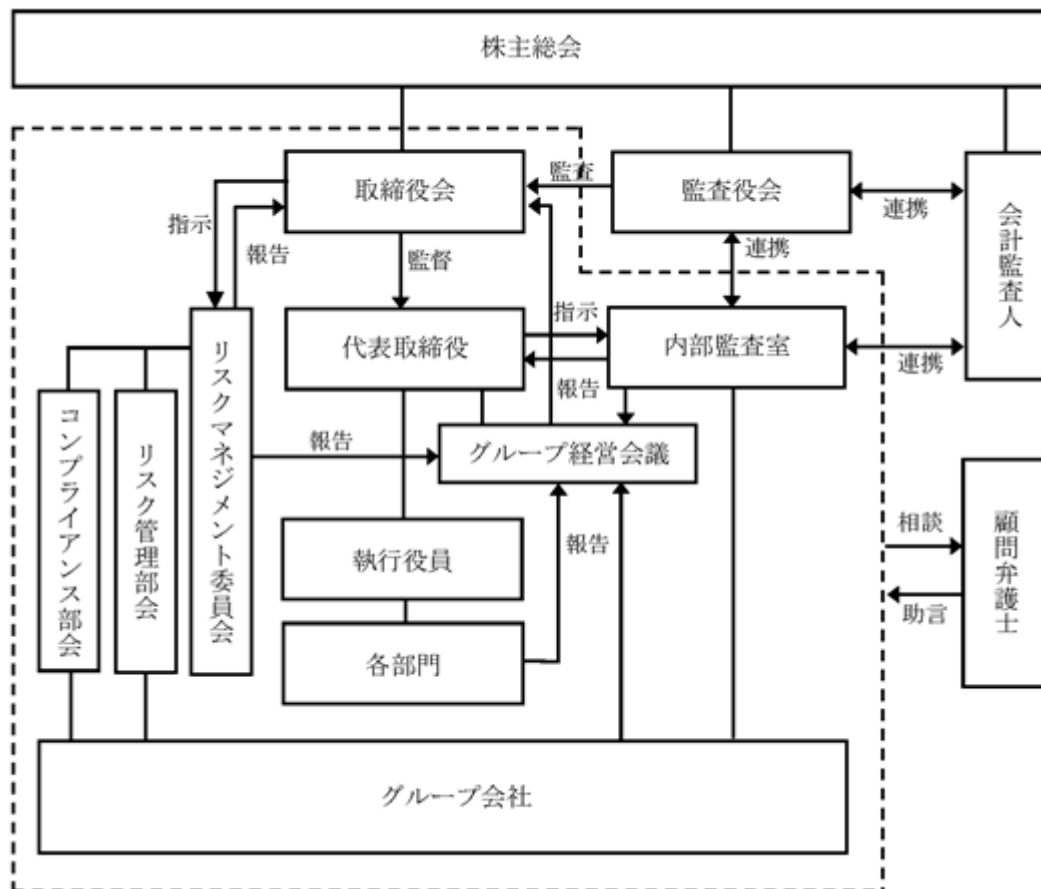 株主総会
取締役会
監査
監査役会
連携
会計監査人
指示
報告
監督
連携
代表取締役
指示
報告
内部監査室
連携
コンプライアンス部会
リスク管理部会
リスクマネジメント委員会
報告
グループ経営会議
執行役員
報告
各部門
相談
助言
顧問弁護士
グループ会社